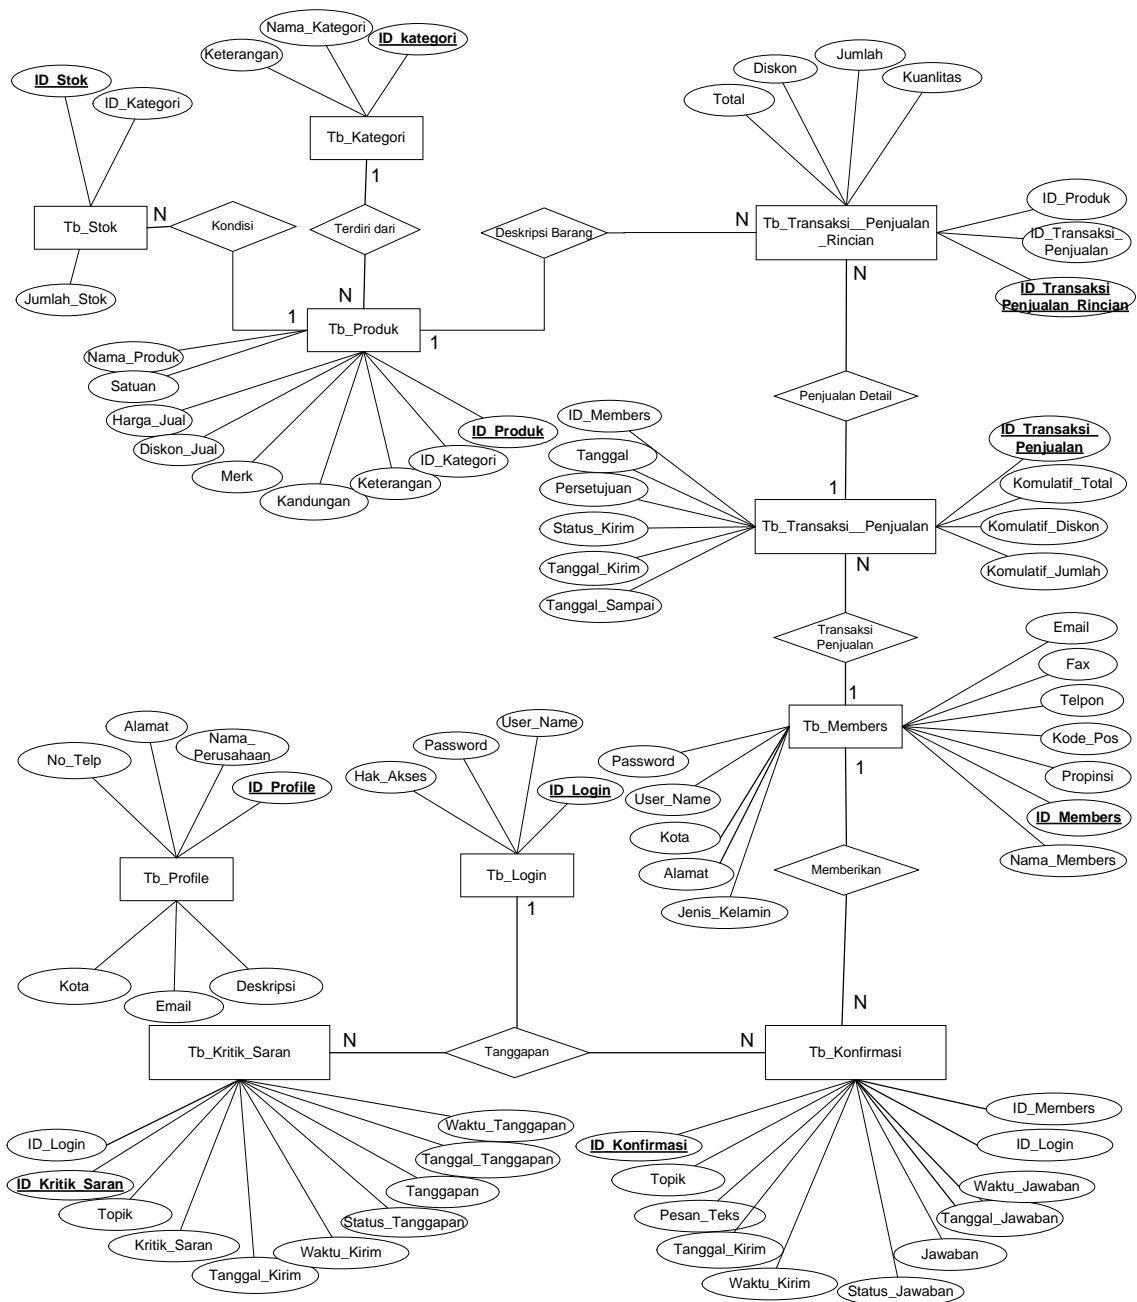 Nama_Kategori
ID_kategori
Keterangan
ID_Stok
ID_Kategori
Tb_Kategori
1
Jumlah
Diskon
Kuanlitas
Total
Tb_Stok
N
Kondisi
Terdiri dari
Deskripsi Barang
N
Tb_Transaksi__Penjualan
_Rincian
ID_Produk
ID_Transaksi_
Penjualan
ID_Transaksi_
Penjualan_Rincian
N
Jumlah_Stok
N
1
Tb_Produk
1
Nama_Produk
Satuan
Harga_Jual
Diskon_Jual
Merk
Kandungan
Keterangan
ID_Kategori
ID_Produk
Penjualan Detail
ID_Members
Tanggal
Persetujuan
Status_Kirim
Tanggal_Kirim
Tanggal_Sampai
1
Tb_Transaksi__Penjualan
N
ID_Transaksi_
Penjualan
Komulatif_Total
Komulatif_Diskon
Komulatif_Jumlah
Transaksi
Penjualan
1
Tb_Members
1
Email
Fax
Telpon
Kode_Pos
Propinsi
ID_Members
Nama_Members
Password
User_Name
Kota
Alamat
Jenis_Kelamin
Memberikan
N
No_Telp
Alamat
Nama_
Perusahaan
ID_Profile
Tb_Profile
Kota
Email
Deskripsi
Hak_Akses
Password
User_Name
ID_Login
Tb_Login
1
Tb_Kritik_Saran
N
Tanggapan
N
Tb_Konfirmasi
ID_Login
ID_Kritik_Saran
Topik
Kritik_Saran
Tanggal_Kirim
Waktu_Kirim
Status_Tanggapan
Tanggapan
Tanggal_Tanggapan
Waktu_Tanggapan
ID_Konfirmasi
Topik
Pesan_Teks
Tanggal_Kirim
Waktu_Kirim
Status_Jawaban
Jawaban
Tanggal_Jawaban
Waktu_Jawaban
ID_Login
ID_Members